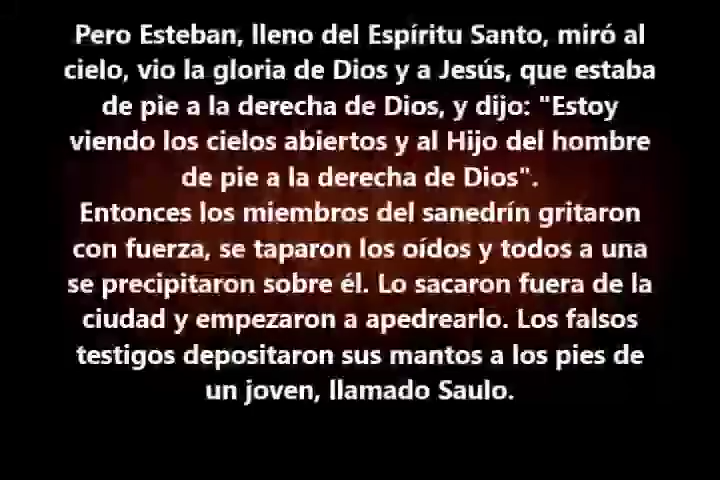 Pero Esteban, lleno del Espíritu Santo, miró al
cielo, vio la gloria de Dios y a Jesús, que estaba
de pie a la derecha de Dios, y dijo: "Estoy
viendo los cielos abiertos y al Hijo del hombre
de pie a la derecha de Dios".
Entonces los miembros del sanedrín gritaron
con fuerza, se taparon los oídos y todos a una
se precipitaron sobre él. Lo sacaron fuera de la
ciudad y empezaron a apedrearlo. Los falsos
testigos depositaron sus mantos a los pies de
un joven, llamado Saulo.